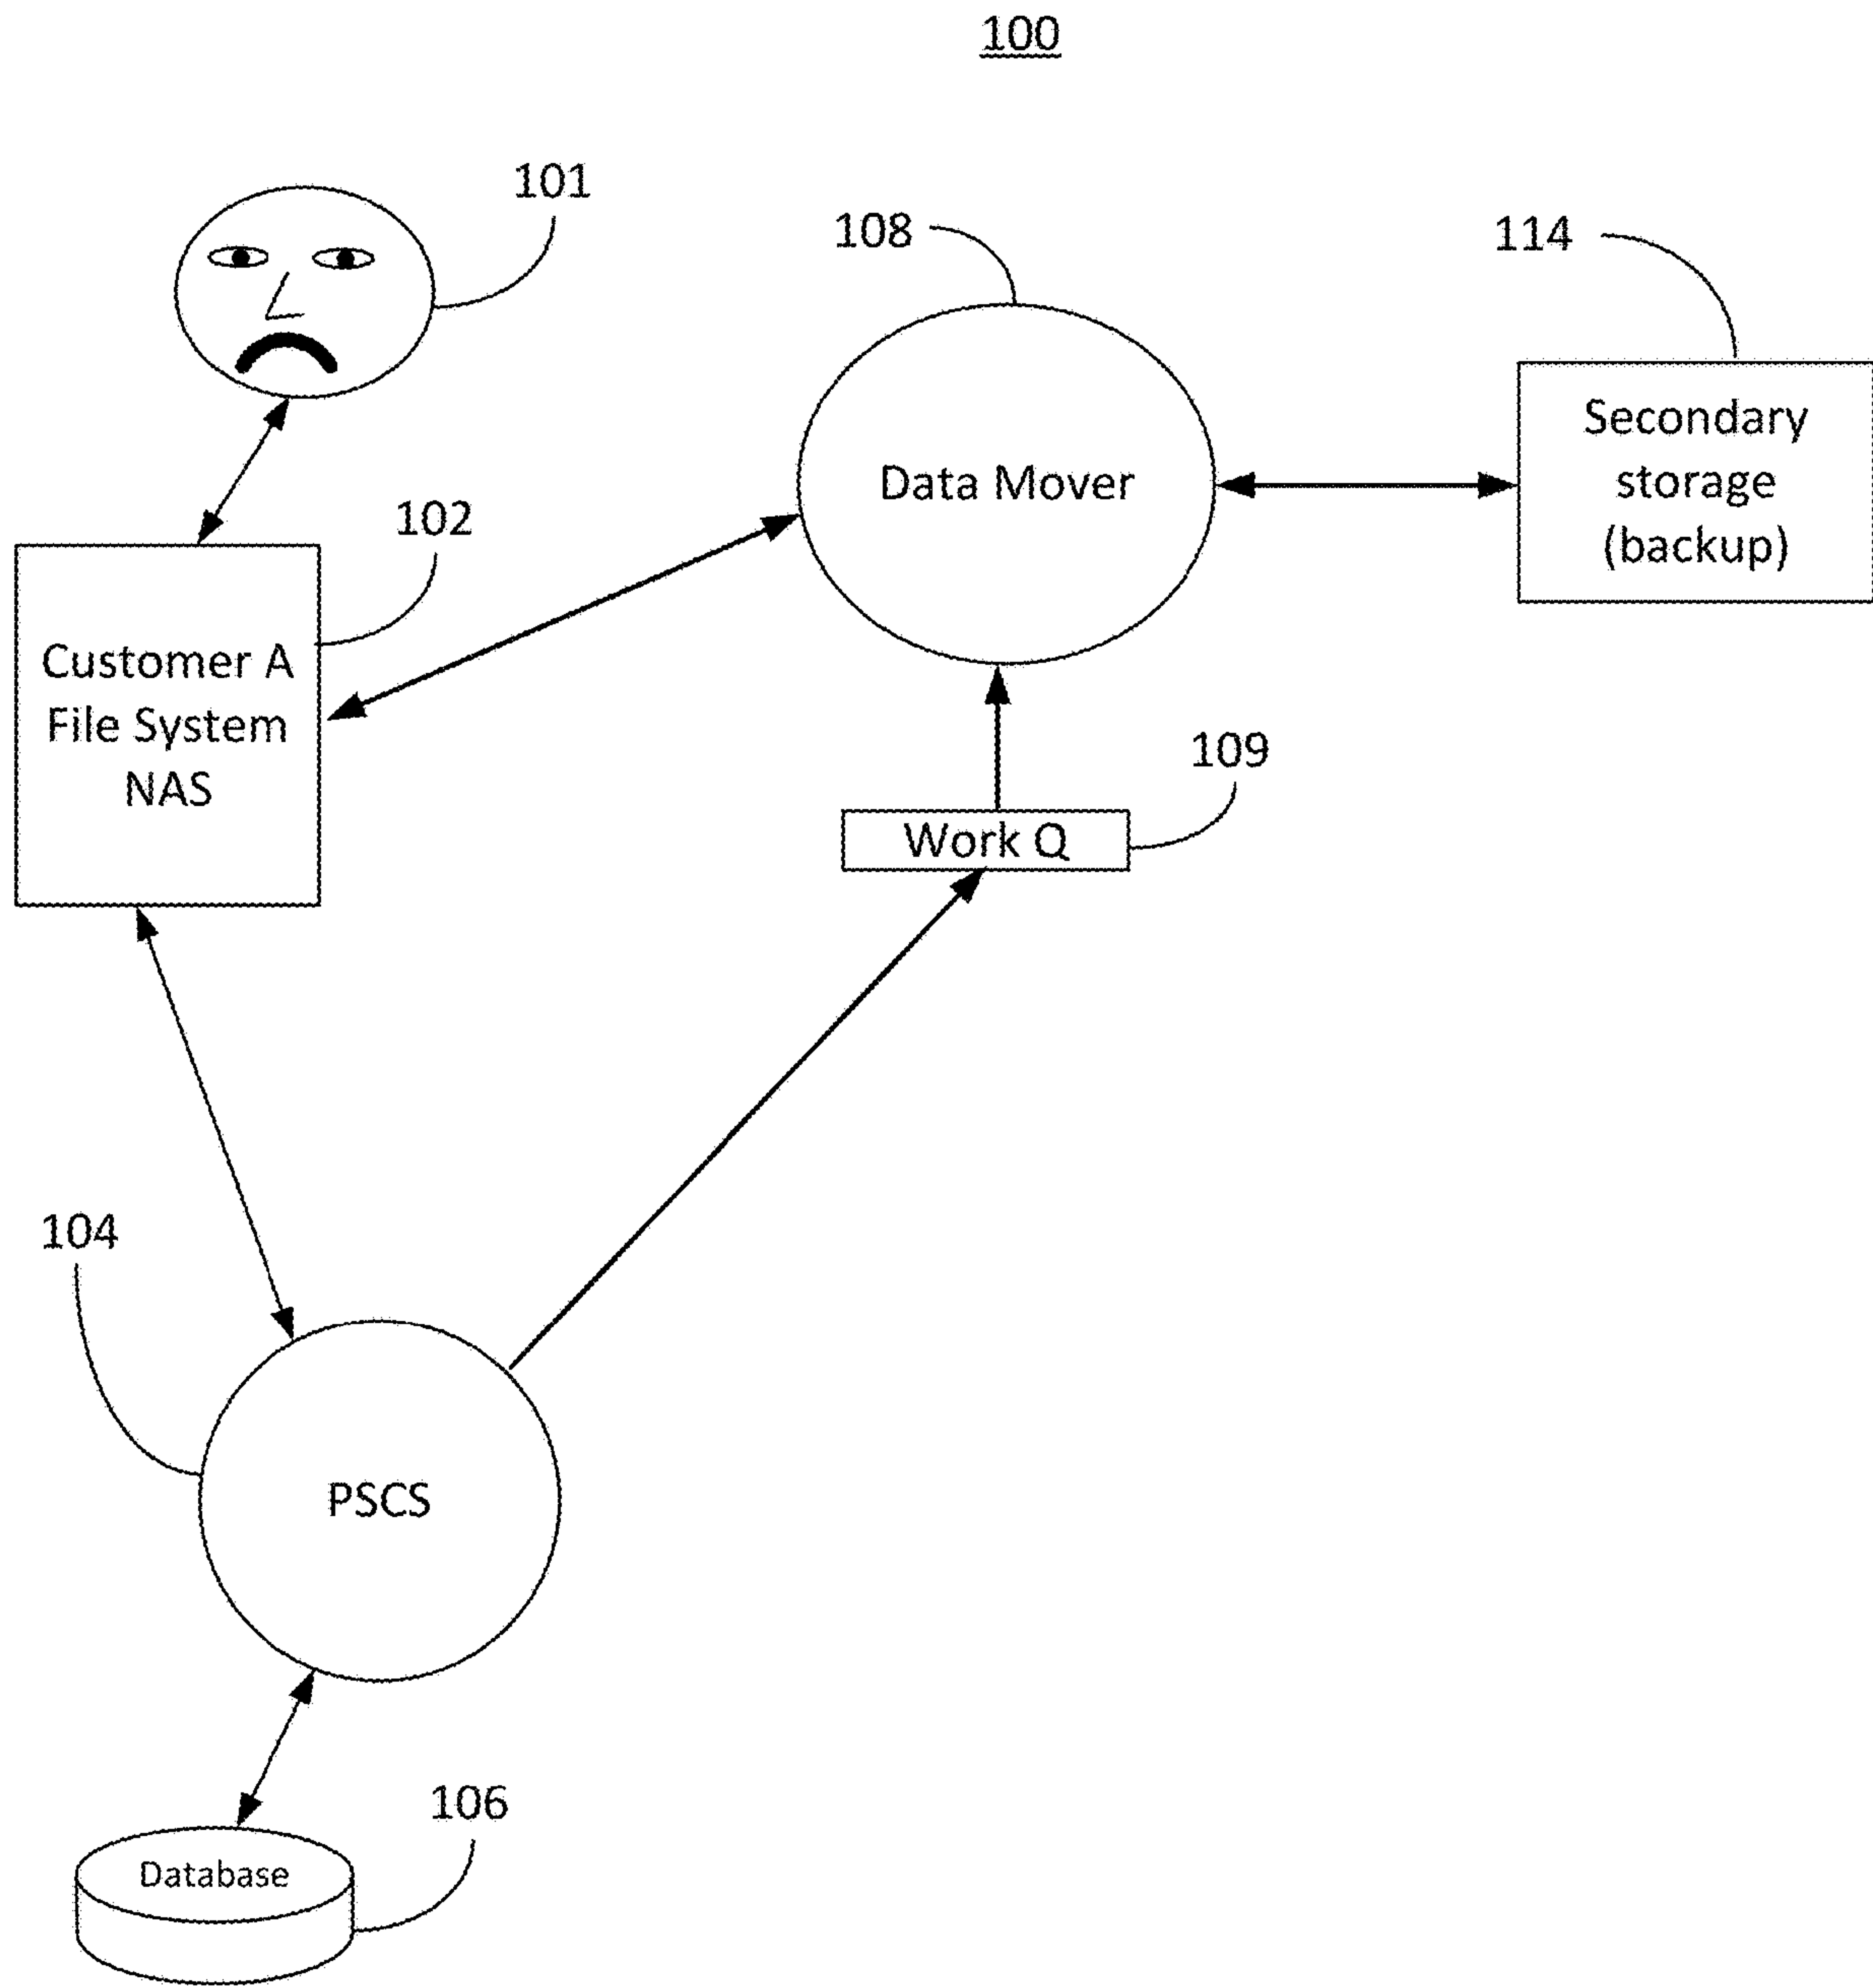 100
101
108
114
Secondary
storage
(backup)
Data Mover
102
Customer A
File System
NAS
109
Work Q
104
PSCS
106
Database